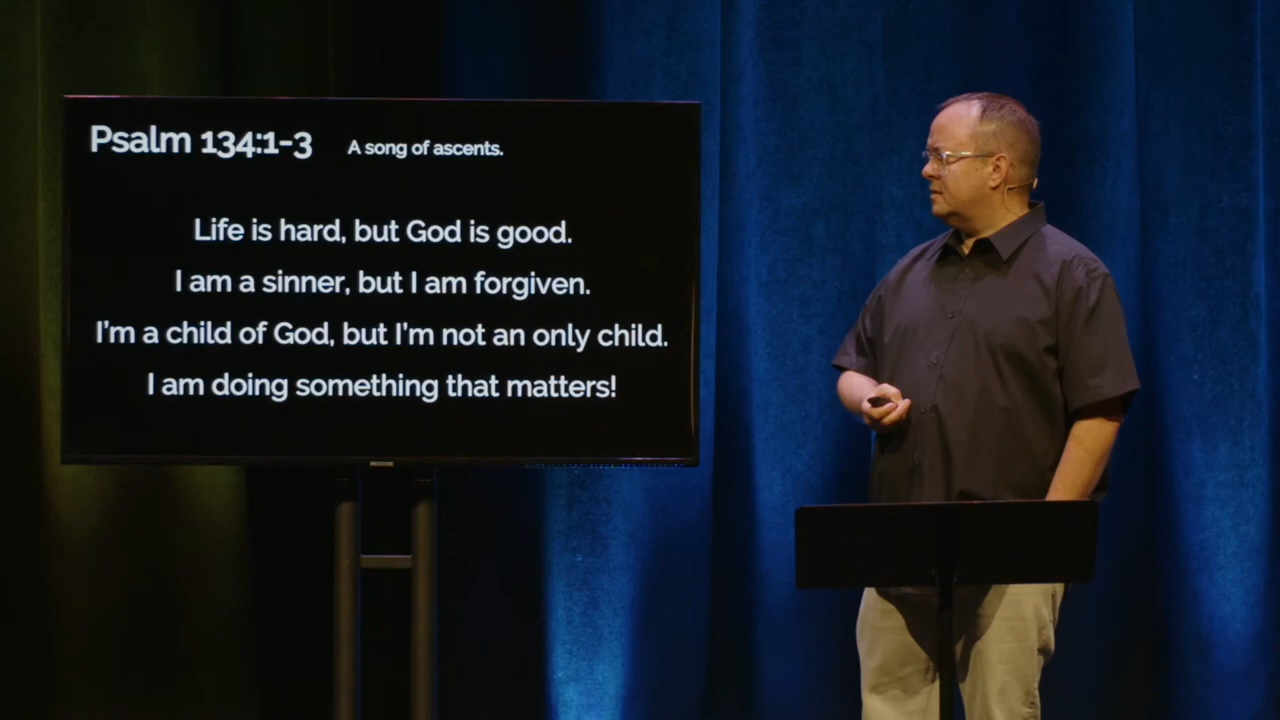 Psalm 134:1-3 A song of ascents.
Life is hard, but God is good.
I am a sinner, but I am forgiven.
I'm a child of God, but I'm not an only child.
I am doing something that matters!